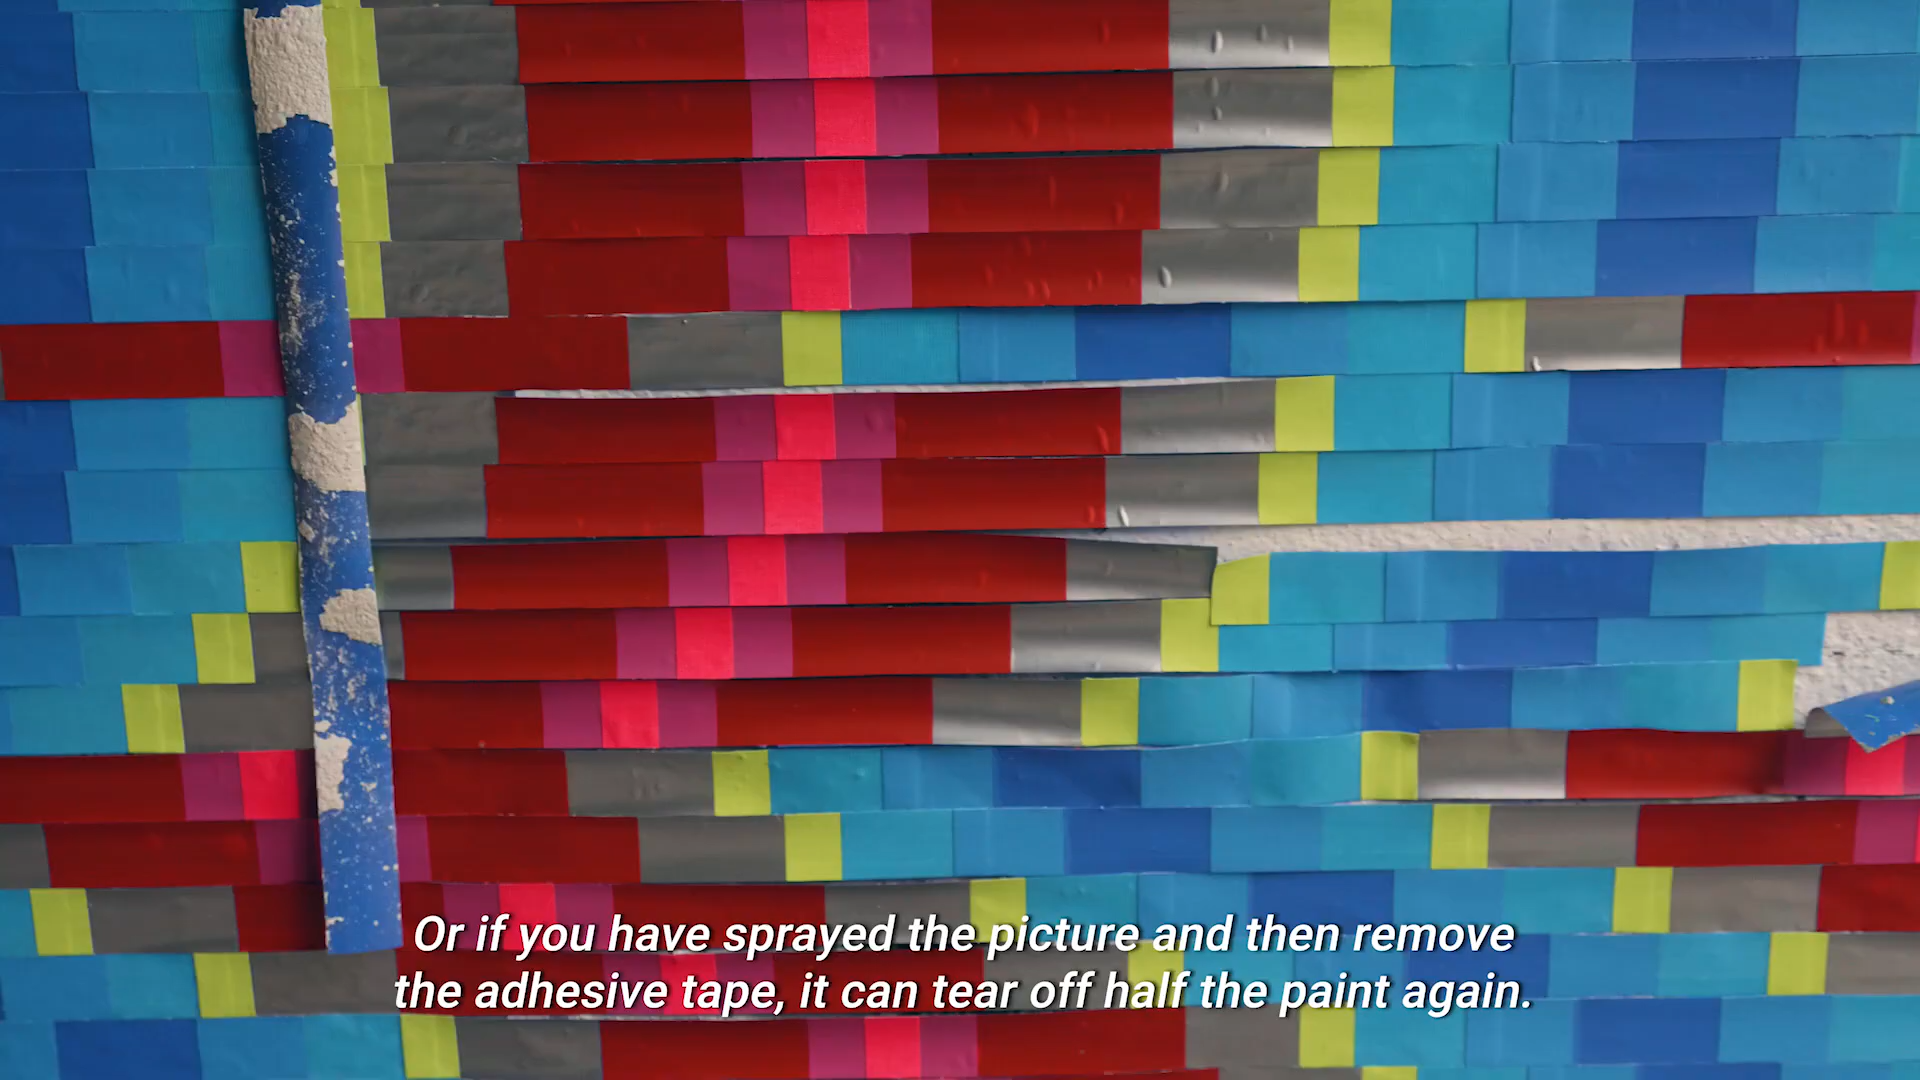 Or if you have sprayed the picture and then remove
the adhesive tape, it can tear off half the paint again.